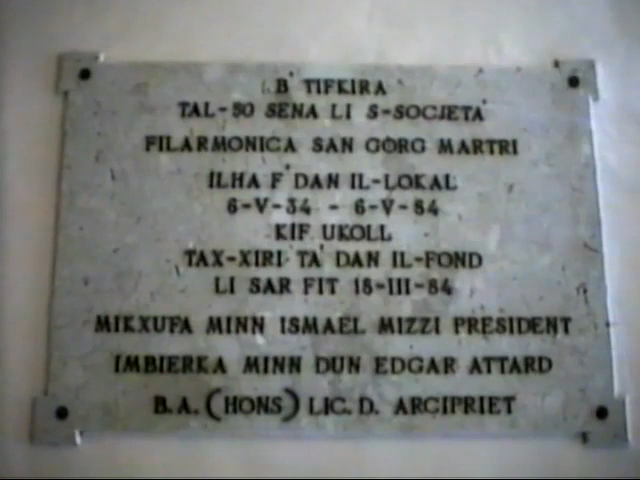 B' TIFKIRA
TAL-50 SENA LI S-SOCJETA'
FILARMONICA SAN GORG MARTRI
ILHA F' DAN IL-LOKAL
6-V-34 - 6-V-84
KIF UKOLL
TAX-XIRI TA' DAN IL-FOND
LI SAR FIT 18-III-84
MIKXUFA MINN ISMAEL MIZZI PRESIDENT
IMBIERKA MINN DUN EDGAR ATTARD
B.A. (HONS) LIC. D. ARCIPRIET